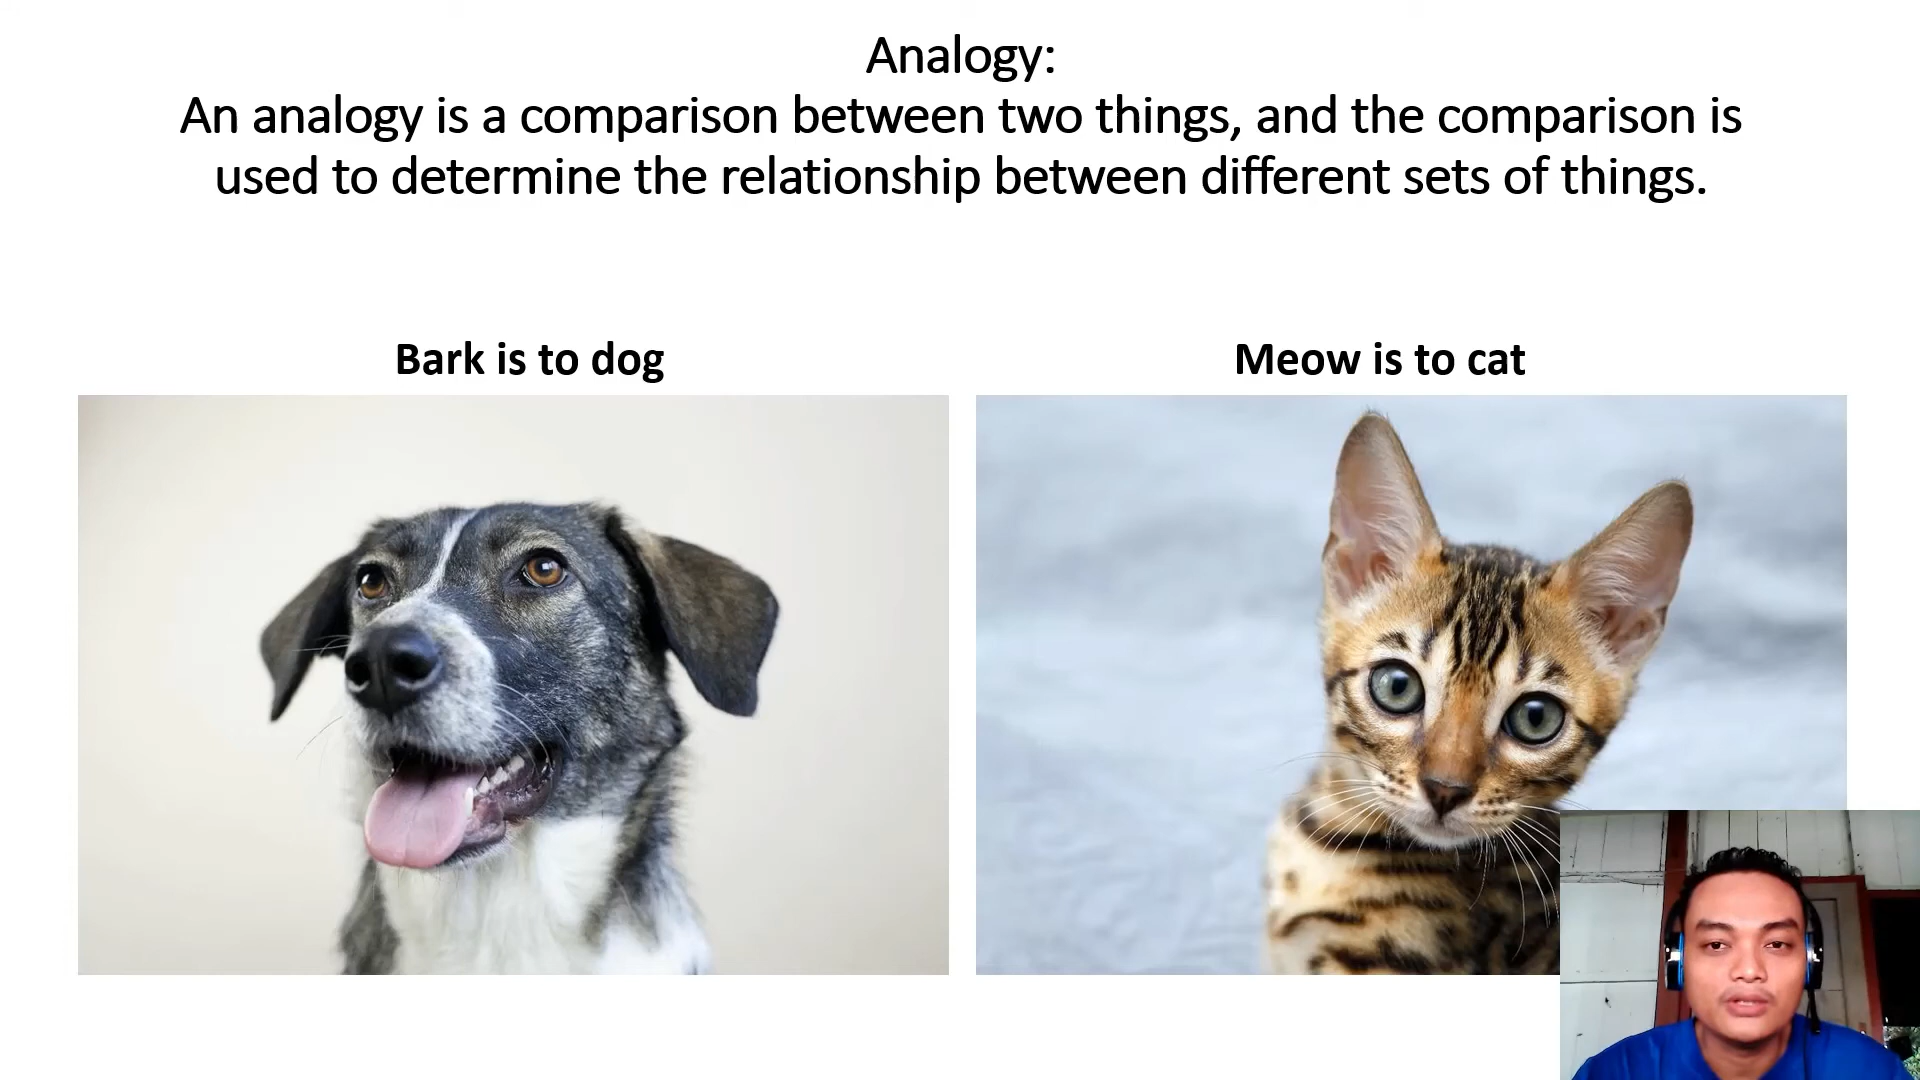 Analogy:
An analogy is a comparison between two things, and the comparison is
used to determine the relationship between different sets of things.
Bark is to dog
Meow is to cat